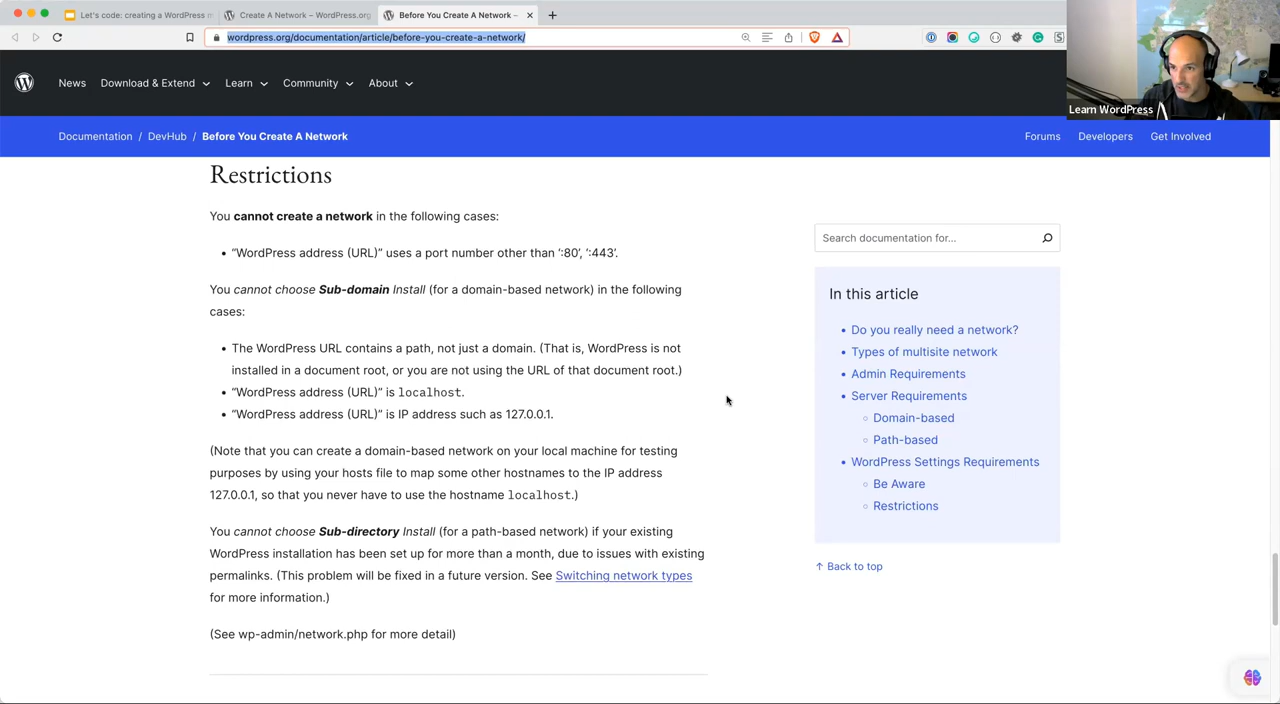 Let's code: creating a WordPress m
Create A Network – WordPress.org
Before You Create A Network –
wordpress.org/documentation/article/before-you-create-a-network/
News
Download & Extend
Learn
Community
About
Learn WordPress
Documentation / DevHub / Before You Create A Network
Forums
Developers
Get Involved
Restrictions
You cannot create a network in the following cases:
• “WordPress address (URL)” uses a port number other than ‘:80’, ‘:443’.
You cannot choose Sub-domain Install (for a domain-based network) in the following
cases:
• The WordPress URL contains a path, not just a domain. (That is, WordPress is not
installed in a document root, or you are not using the URL of that document root.)
• “WordPress address (URL)” is localhost.
• “WordPress address (URL)” is IP address such as 127.0.0.1.
(Note that you can create a domain-based network on your local machine for testing
purposes by using your hosts file to map some other hostnames to the IP address
127.0.0.1, so that you never have to use the hostname localhost.)
You cannot choose Sub-directory Install (for a path-based network) if your existing
WordPress installation has been set up for more than a month, due to issues with existing
permalinks. (This problem will be fixed in a future version. See Switching network types
for more information.)
(See wp-admin/network.php for more detail)
Search documentation for...
In this article
• Do you really need a network?
• Types of multisite network
• Admin Requirements
• Server Requirements
◦ Domain-based
◦ Path-based
• WordPress Settings Requirements
◦ Be Aware
◦ Restrictions
↑ Back to top